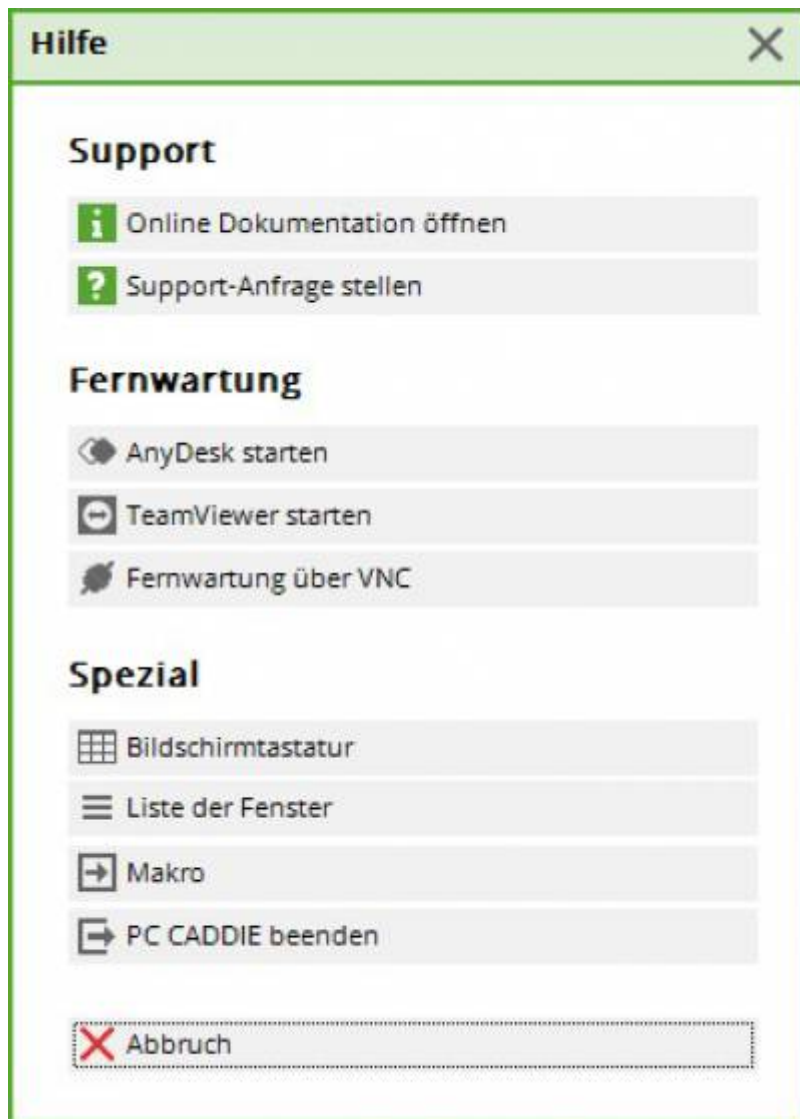 Hilfe
Support
Online Dokumentation öffnen
Support-Anfrage stellen
Fernwartung
AnyDesk starten
TeamViewer starten
Fernwartung über VNC
Spezial
Bildschirmtastatur
Liste der Fenster
Makro
PC CADDIE beenden
Abbruch